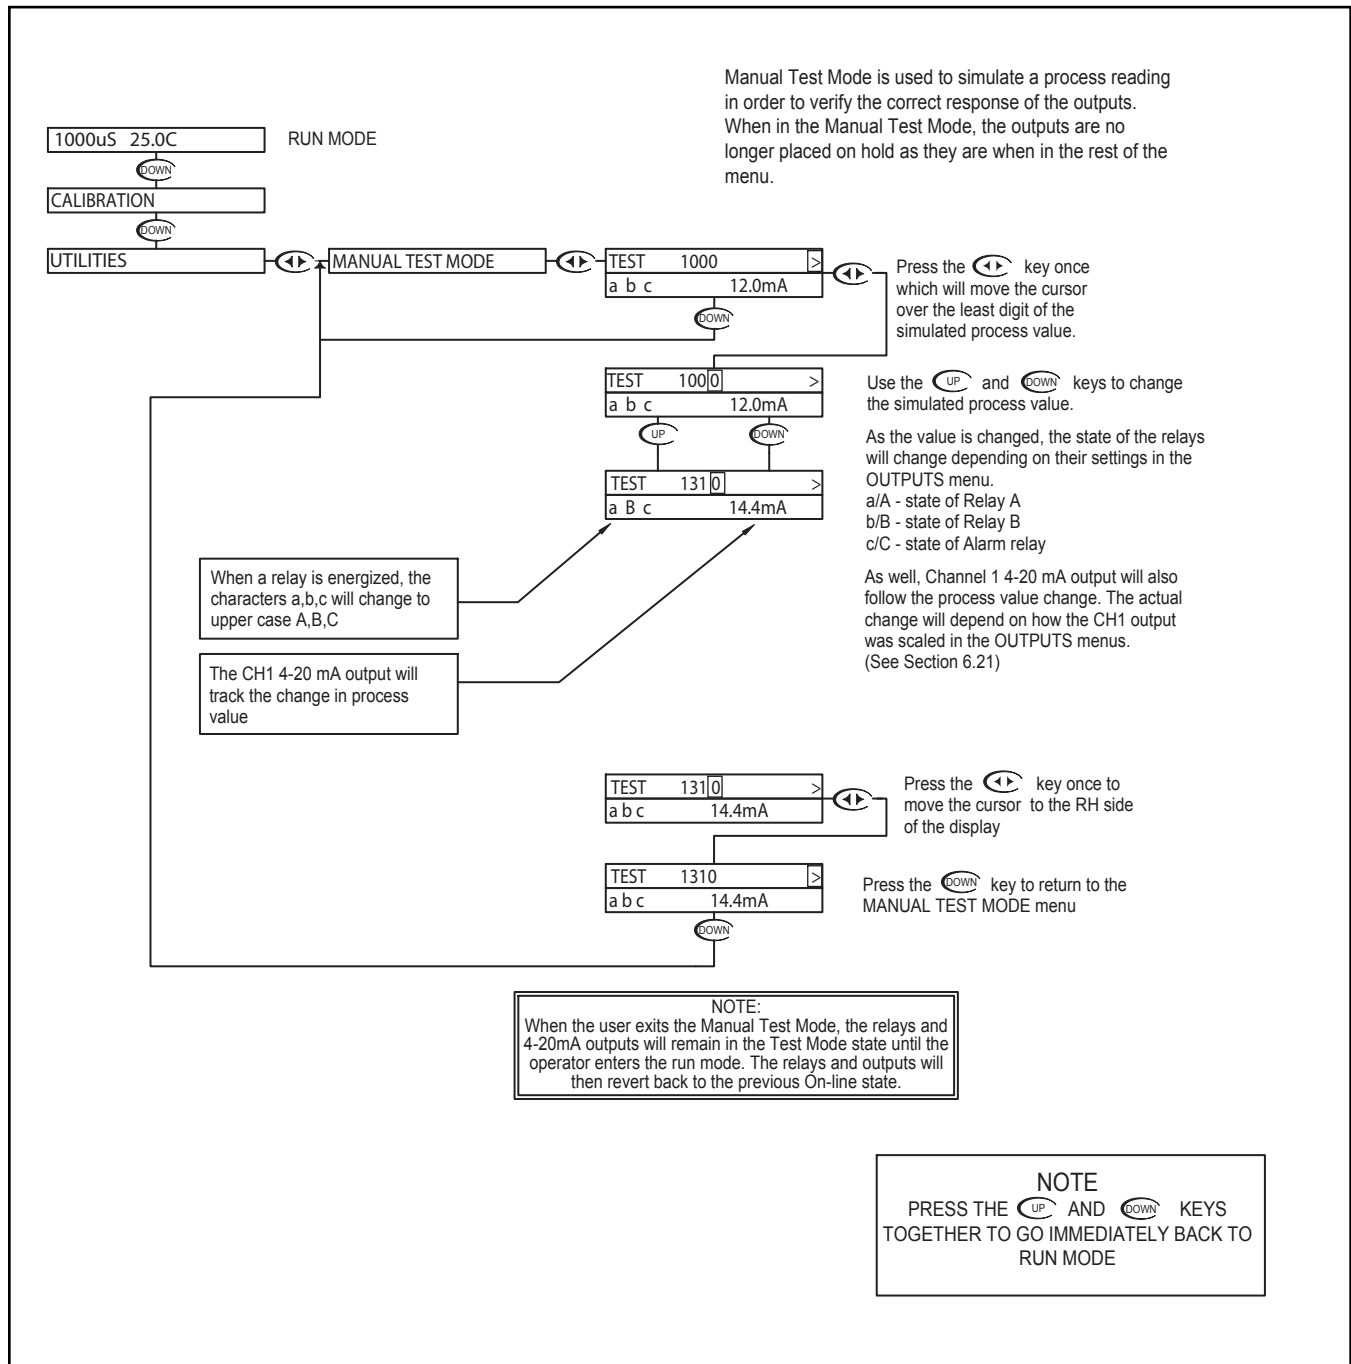 Manual Test Mode is used to simulate a process reading
in order to verify the correct response of the outputs.
When in the Manual Test Mode, the outputs are no
longer placed on hold as they are when in the rest of the
menu.
1000uS 25.0C
RUN MODE
DOWN
CALIBRATION
DOWN
UTILITIES
MANUAL TEST MODE
TEST 1000 >
a b c 12.0mA
DOWN
Press the key once
which will move the cursor
over the least digit of the
simulated process value.
TEST 1000 >
a b c 12.0mA
UP
DOWN
TEST 1310 >
a B c 14.4mA
Use the UP and DOWN keys to change
the simulated process value.
As the value is changed, the state of the relays
will change depending on their settings in the
OUTPUTS menu.
a/A - state of Relay A
b/B - state of Relay B
c/C - state of Alarm relay
As well, Channel 1 4-20 mA output will also
follow the process value change. The actual
change will depend on how the CH1 output
was scaled in the OUTPUTS menus.
(See Section 6.21)
When a relay is energized, the
characters a,b,c will change to
upper case A,B,C
The CH1 4-20 mA output will
track the change in process
value
TEST 1310 >
a b c 14.4mA
Press the key once to
move the cursor to the RH side
of the display
TEST 1310 >
a b c 14.4mA
DOWN
Press the DOWN key to return to the
MANUAL TEST MODE menu
NOTE:
When the user exits the Manual Test Mode, the relays and
4-20mA outputs will remain in the Test Mode state until the
operator enters the run mode. The relays and outputs will
then revert back to the previous On-line state.
NOTE
PRESS THE UP AND DOWN KEYS
TOGETHER TO GO IMMEDIATELY BACK TO
RUN MODE